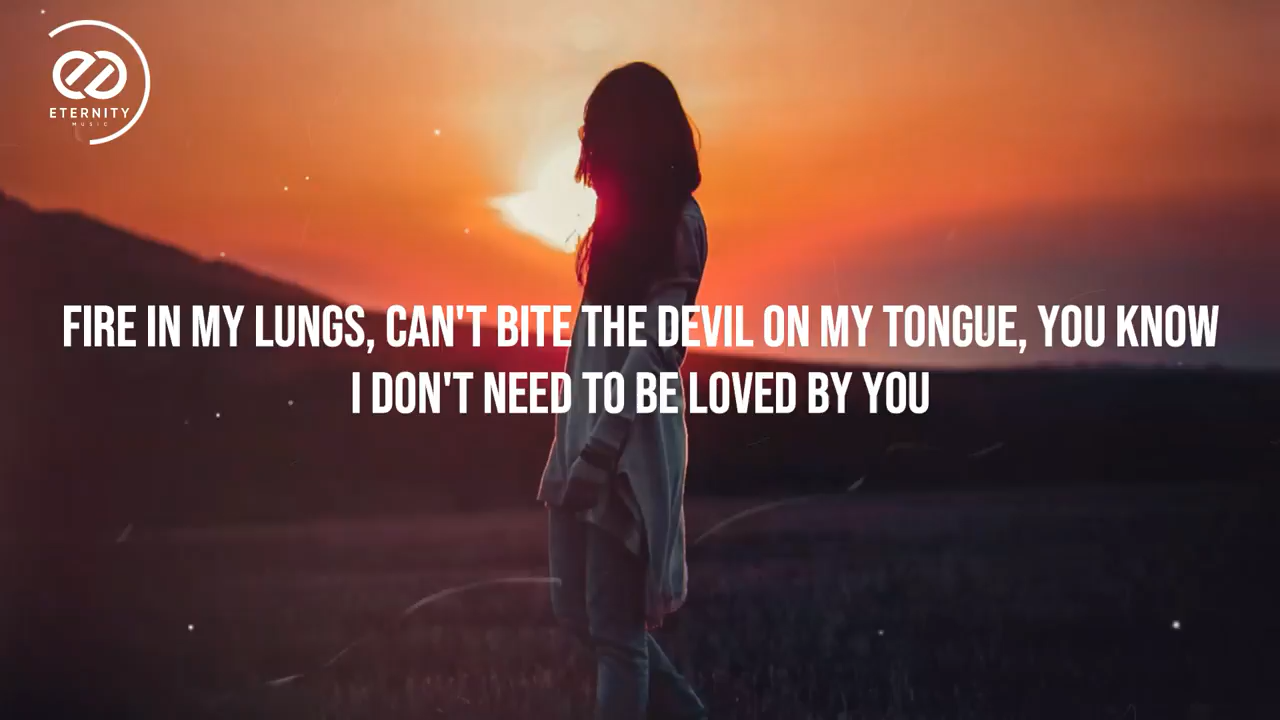 ETERNITY
MUSIC
FIRE IN MY LUNGS, CAN'T BITE THE DEVIL ON MY TONGUE, YOU KNOW
I DON'T NEED TO BE LOVED BY YOU